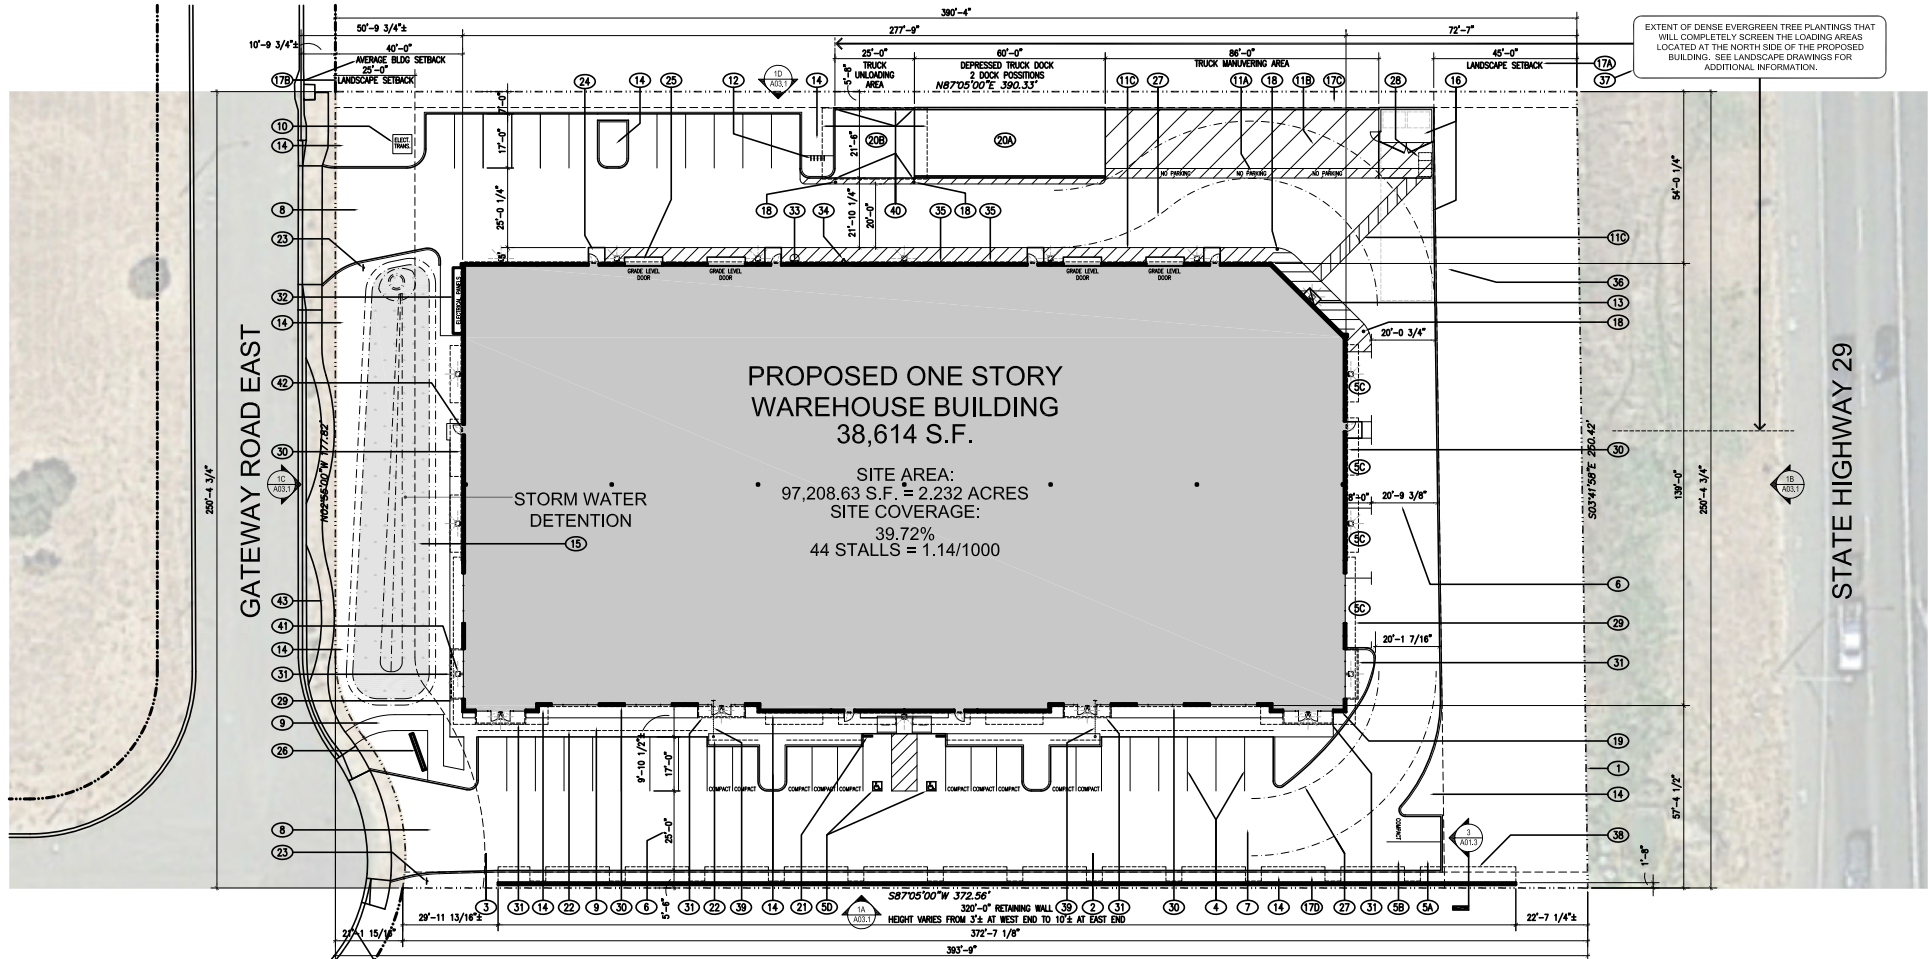 390'-4"
50'-9 3/4"±
277'-9"
72'-7"
10'-9 3/4"±
40'-0"
AVERAGE BLDG SETBACK
25'-0"
LANDSCAPE SETBACK
25'-0"
TRUCK
UNLOADING
AREA
5'-8"
60'-0"
DEPRESSED TRUCK DOCK
2 DOCK POSSITIONS
N87°05'00"E 390.33'
86'-0"
TRUCK MANUVERING AREA
45'-0"
LANDSCAPE SETBACK
EXTENT OF DENSE EVERGREEN TREE PLANTINGS THAT
WILL COMPLETELY SCREEN THE LOADING AREAS
LOCATED AT THE NORTH SIDE OF THE PROPOSED
BUILDING. SEE LANDSCAPE DRAWINGS FOR
ADDITIONAL INFORMATION.
17A
37
17B
24
14
25
12
1D
A03.1
14
11C
27
11A
18
11B
17C
28
16
7'-0"
17'-0"
10
14
ELECT.
TRANS.
21'-6"
20B
20A
NO PARKING
NO PARKING
NO PARKING
54'-0 1/4"
8
23
25'-0 1/4"
18
33
34
21'-10 1/4"
20'-0"
40
35
18
35
11C
5'
GRADE LEVEL
DOOR
GRADE LEVEL
DOOR
GRADE LEVEL
DOOR
GRADE LEVEL
DOOR
32
14
ELECTRICAL PANELS
36
13
18
20'-0 3/4"
GATEWAY ROAD EAST
STATE HIGHWAY 29
PROPOSED ONE STORY
WAREHOUSE BUILDING
38,614 S.F.
SITE AREA:
97,208.63 S.F. = 2.232 ACRES
SITE COVERAGE:
39.72%
44 STALLS = 1.14/1000
STORM WATER
DETENTION
15
42
30
1C
A03.1
250'-4 3/4"
N02°55'00"W 177.82'
43
41
14
31
29
9
26
8
23
5C
5C
5C
5C
8'-0"
20'-9 3/8"
20'-1 7/16"
S03°41'58"E 250.42'
139'-0"
250'-4 3/4"
1B
A03.1
30
6
29
31
19
1
14
38
57'-4 1/2"
1'-8"
9'-10 1/2"±
17'-0"
25'-0"
COMPACT COMPACT
COMPACT COMPACT COMPACT
COMPACT COMPACT COMPACT
COMPACT COMPACT
COMPACT
3
A01.3
S87°05'00"W 372.56'
3
31
14
22
9
30
6
5'-6"
31
22
39
14
21
5D
1A
A03.1
39
2
31
30
4
7
14
17D
27
31
5B
5A
29'-11 13/16"±
320'-0" RETAINING WALL
HEIGHT VARIES FROM 3'± AT WEST END TO 10'± AT EAST END
22'-7 1/4"±
372'-7 1/8"
393'-9"